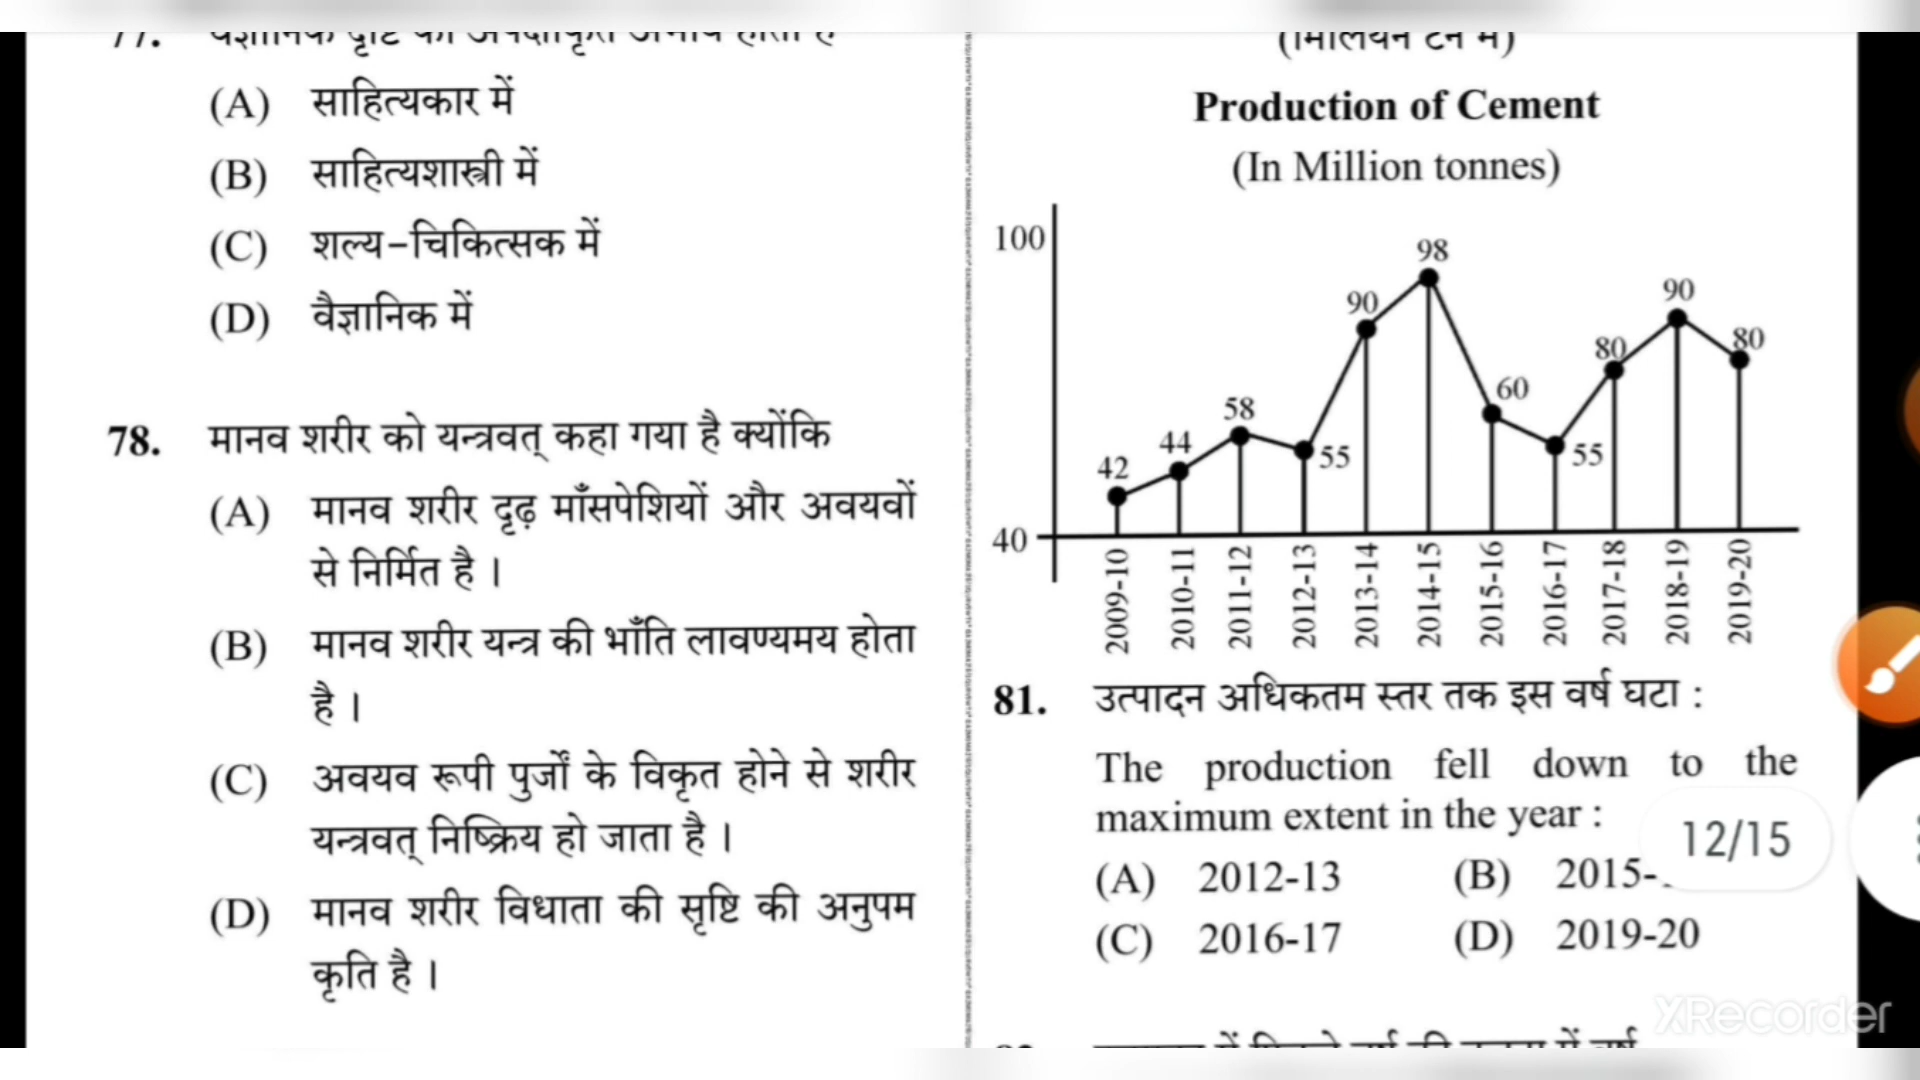 77.
(A) साहित्यकार में
(B) साहित्यशास्त्री में
(C) शल्य-चिकित्सक में
(D) वैज्ञानिक में
78. मानव शरीर को यन्त्रवत् कहा गया है क्योंकि
(A) मानव शरीर दृढ़ माँसपेशियों और अवयवों
से निर्मित है ।
(B) मानव शरीर यन्त्र की भाँति लावण्यमय होता
है ।
(C) अवयव रूपी पुर्जों के विकृत होने से शरीर
यन्त्रवत् निष्क्रिय हो जाता है ।
(D) मानव शरीर विधाता की सृष्टि की अनुपम
कृति है ।
(मिलियन टन में)
Production of Cement
(In Million tonnes)
100
40
42 44 58 55 90 98 60 55 80 90 80
2009-10 2010-11 2011-12 2012-13 2013-14 2014-15 2015-16 2016-17 2017-18 2018-19 2019-20
81. उत्पादन अधिकतम स्तर तक इस वर्ष घटा :
The production fell down to the
maximum extent in the year :
(A) 2012-13 (B) 2015-
(C) 2016-17 (D) 2019-20
12/15
XRecorder